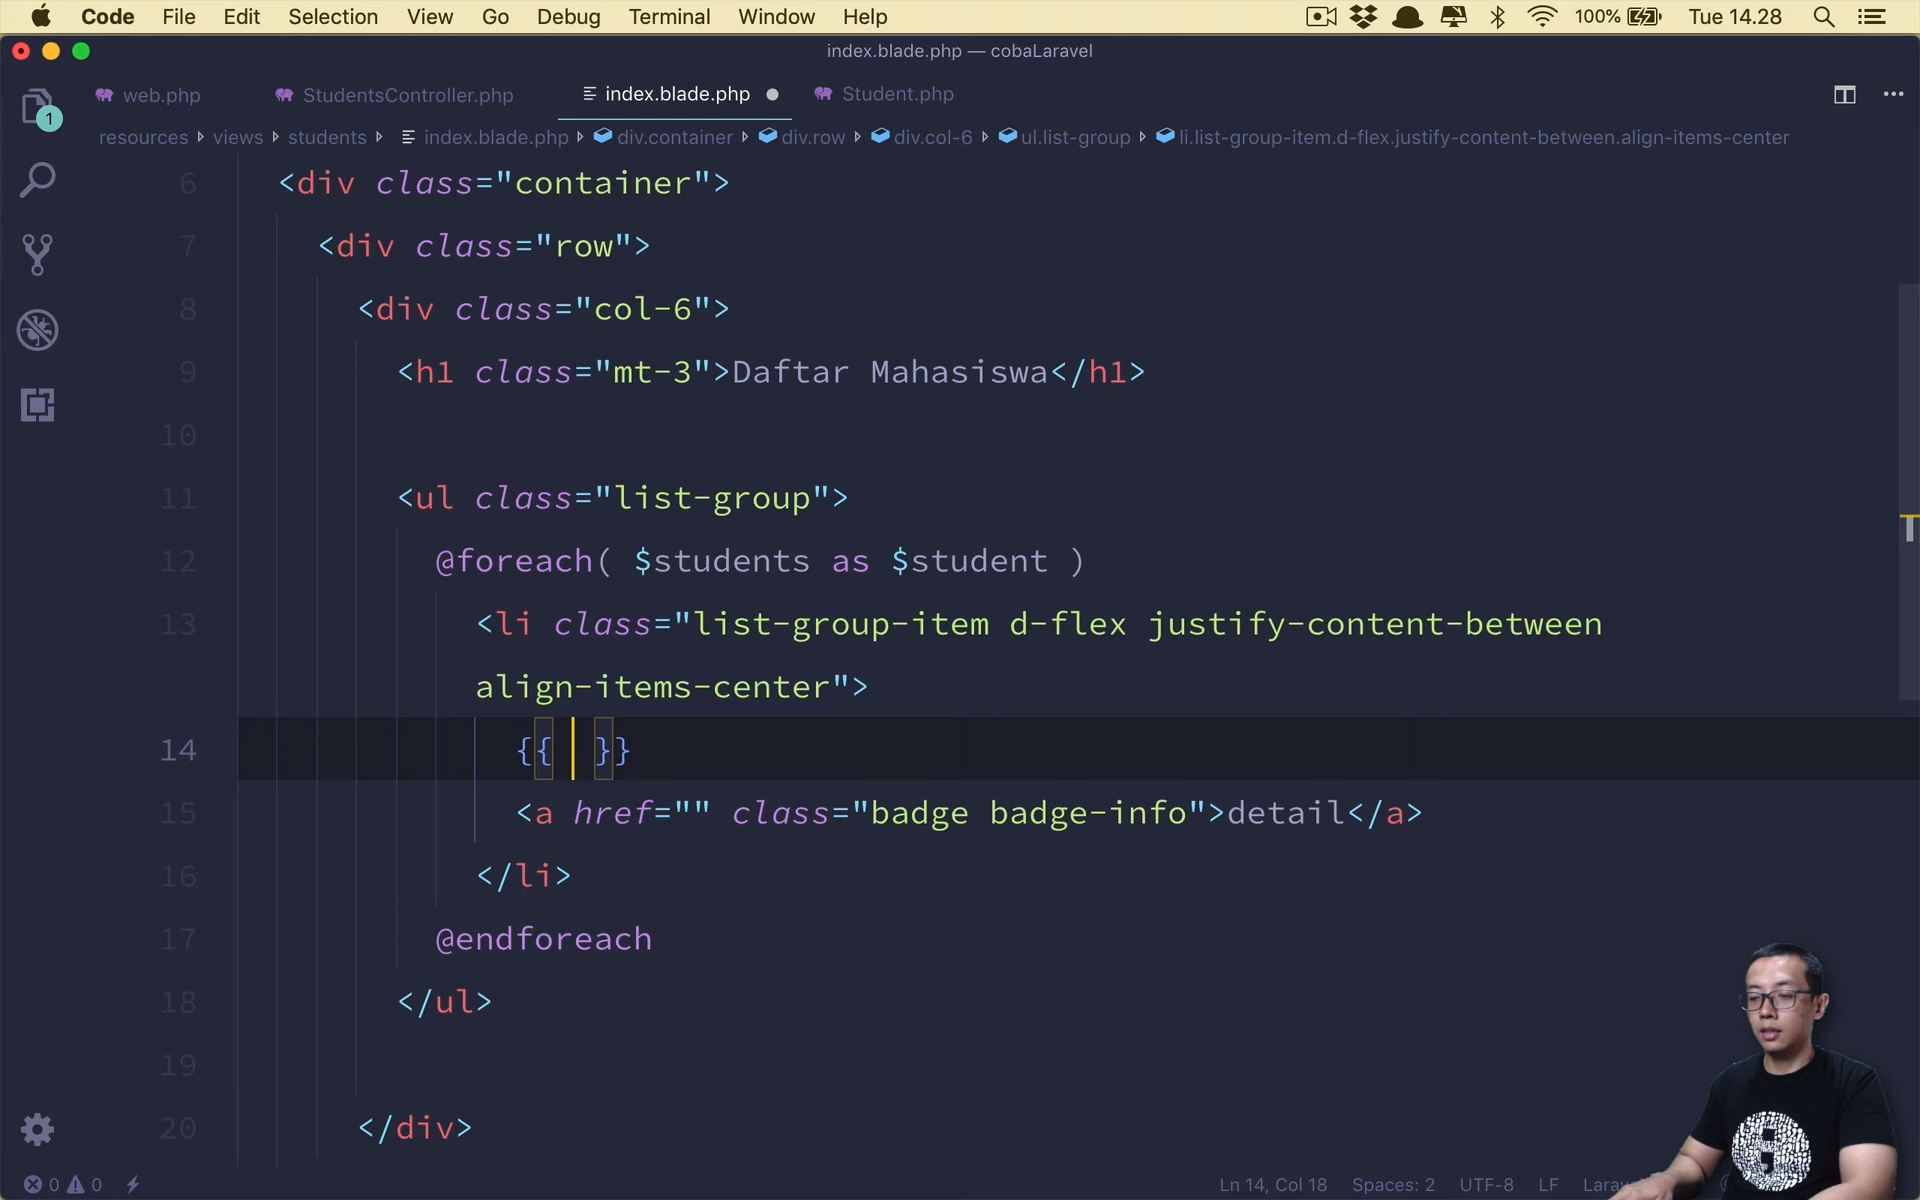 Code File Edit Selection View Go Debug Terminal Window Help 100% Tue 14.28
index.blade.php — cobaLaravel
web.php StudentsController.php index.blade.php Student.php
1
resources views students index.blade.php div.container div.row div.col-6 ul.list-group li.list-group-item.d-flex.justify-content-between.align-items-center
6 <div class="container">
7 <div class="row">
8 <div class="col-6">
9 <h1 class="mt-3">Daftar Mahasiswa</h1>
10
11 <ul class="list-group">
12 @foreach( $students as $student )
13 <li class="list-group-item d-flex justify-content-between
align-items-center">
14 {{ }}
15 <a href="" class="badge badge-info">detail</a>
16 </li>
17 @endforeach
18 </ul>
19
20 </div>
0 0 Ln 14, Col 18 Spaces: 2 UTF-8 LF